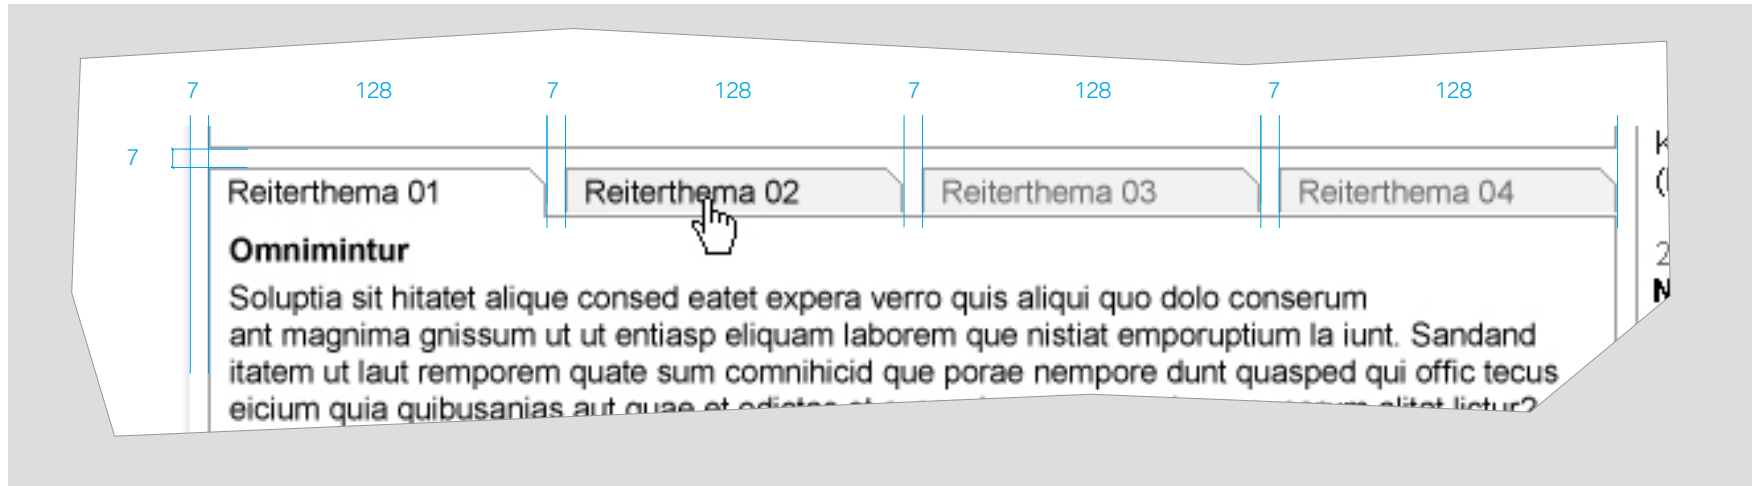 7 128 7 128 7 128 7 128
7
Reiterthema 01 Reiterthema 02 Reiterthema 03 Reiterthema 04
Omnimintur
Soluptia sit hitatet alique consed eatet expera verro quis aliqui quo dolo conserum
ant magnima gnissum ut ut entiasp eliquam laborem que nistiat emporuptium la iunt. Sandand
itatem ut laut remporem quate sum comnihicid que porae nempore dunt quasped qui offic tecus
eicium quia quibusanias aut quae et
2
N